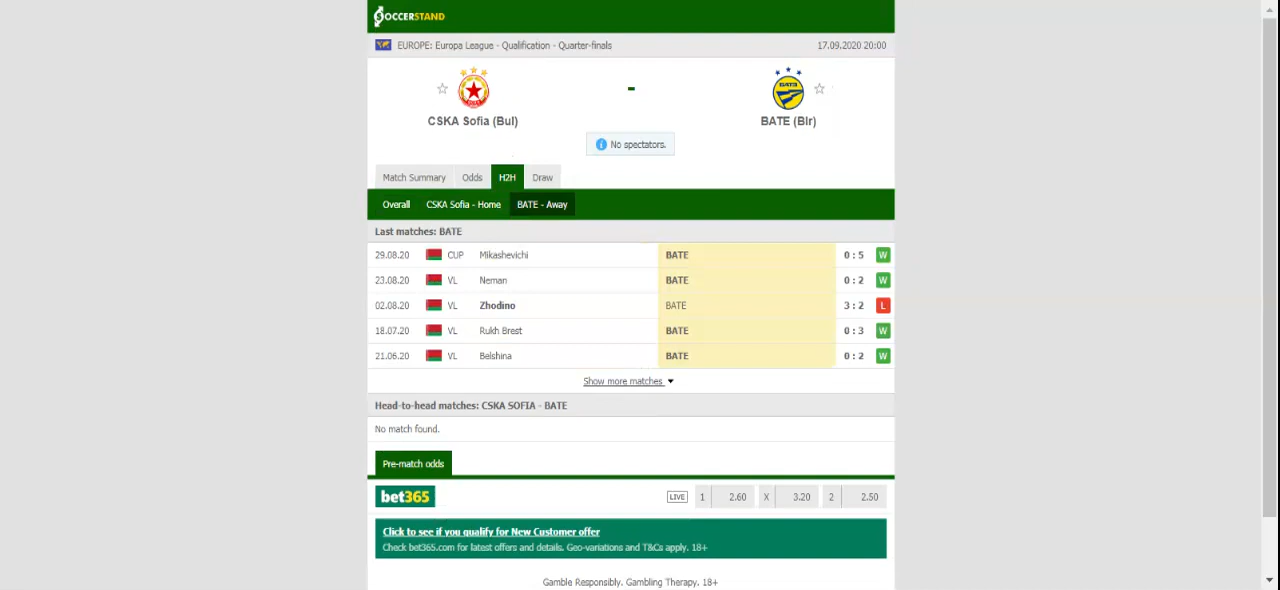 SOCCERSTAND
EUROPE: Europa League - Qualification - Quarter-finals 17.09.2020 20:00
CSKA Sofia (Bul) - BATE (Blr)
No spectators.
Match Summary Odds H2H Draw
Overall CSKA Sofia - Home BATE - Away
Last matches: BATE
29.08.20 CUP Mikashevichi BATE 0 : 5 W
23.08.20 VL Neman BATE 0 : 2 W
02.08.20 VL Zhodino BATE 3 : 2 L
18.07.20 VL Rukh Brest BATE 0 : 3 W
21.06.20 VL Belshina BATE 0 : 2 W
Show more matches
Head-to-head matches: CSKA SOFIA - BATE
No match found.
Pre-match odds
bet365 LIVE 1 2.60 X 3.20 2 2.50
Click to see if you qualify for New Customer offer
Check bet365.com for latest offers and details. Geo-variations and T&Cs apply. 18+
Gamble Responsibly. Gambling Therapy. 18+